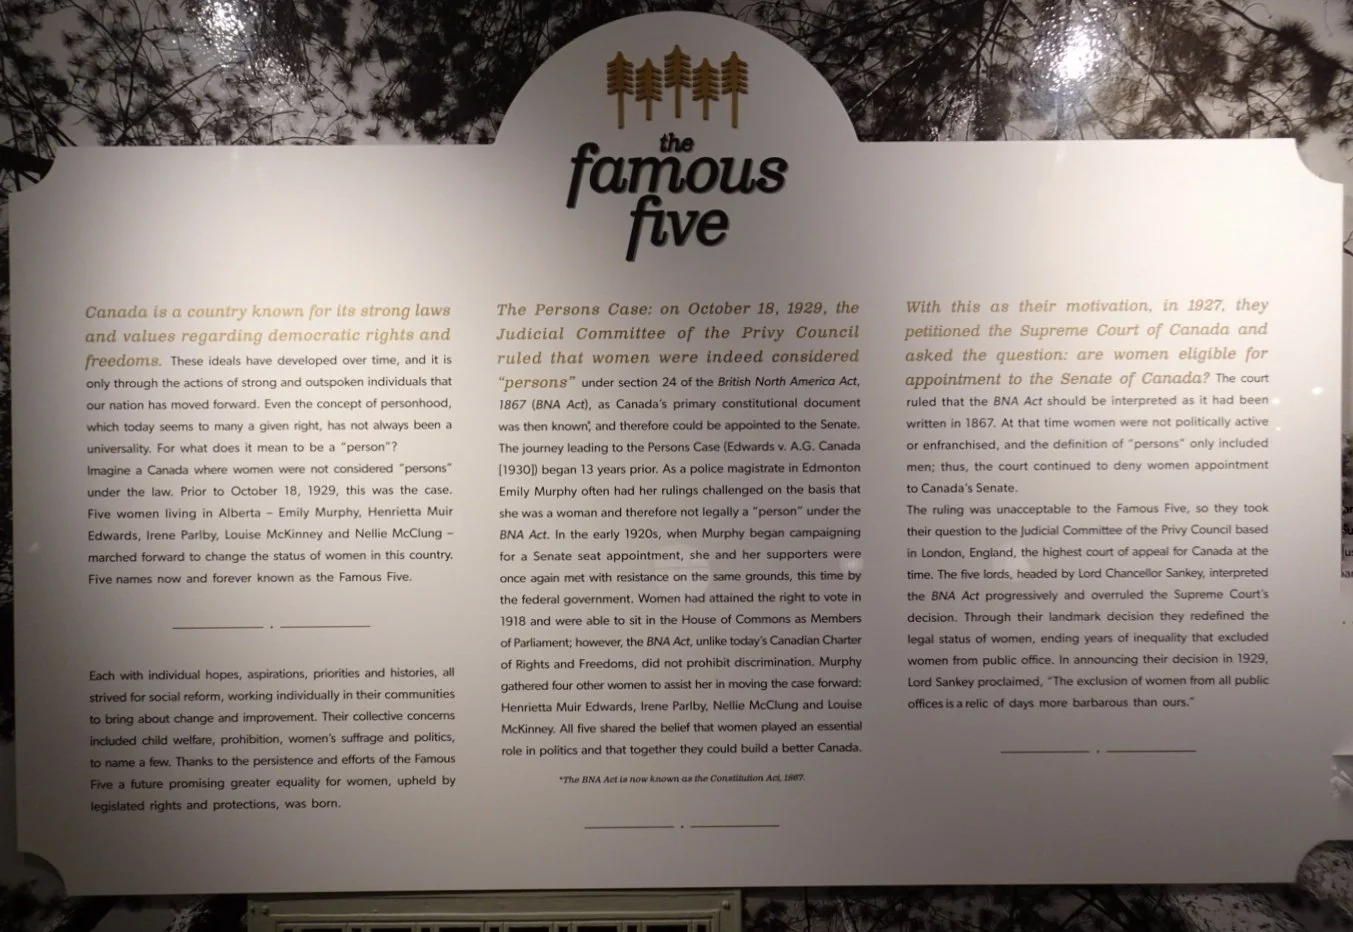 the
famous
five
Canada is a country known for its strong laws
and values regarding democratic rights and
freedoms. These ideals have developed over time, and it is
only through the actions of strong and outspoken individuals that
our nation has moved forward. Even the concept of personhood,
which today seems to many a given right, has not always been a
universality. For what does it mean to be a “person”?
Imagine a Canada where women were not considered “persons”
under the law. Prior to October 18, 1929, this was the case.
Five women living in Alberta – Emily Murphy, Henrietta Muir
Edwards, Irene Parlby, Louise McKinney and Nellie McClung –
marched forward to change the status of women in this country.
Five names now and forever known as the Famous Five.
Each with individual hopes, aspirations, priorities and histories, all
strived for social reform, working individually in their communities
to bring about change and improvement. Their collective concerns
included child welfare, prohibition, women's suffrage and politics,
to name a few. Thanks to the persistence and efforts of the Famous
Five a future promising greater equality for women, upheld by
legislated rights and protections, was born.
The Persons Case: on October 18, 1929, the
Judicial Committee of the Privy Council
ruled that women were indeed considered
“persons” under section 24 of the British North America Act,
1867 (BNA Act), as Canada's primary constitutional document
was then known*, and therefore could be appointed to the Senate.
The journey leading to the Persons Case (Edwards v. A.G. Canada
[1930]) began 13 years prior. As a police magistrate in Edmonton
Emily Murphy often had her rulings challenged on the basis that
she was a woman and therefore not legally a “person” under the
BNA Act. In the early 1920s, when Murphy began campaigning
for a Senate seat appointment, she and her supporters were
once again met with resistance on the same grounds, this time by
the federal government. Women had attained the right to vote in
1918 and were able to sit in the House of Commons as Members
of Parliament; however, the BNA Act, unlike today's Canadian Charter
of Rights and Freedoms, did not prohibit discrimination. Murphy
gathered four other women to assist her in moving the case forward:
Henrietta Muir Edwards, Irene Parlby, Nellie McClung and Louise
McKinney. All five shared the belief that women played an essential
role in politics and that together they could build a better Canada.
*The BNA Act is now known as the Constitution Act, 1867.
With this as their motivation, in 1927, they
petitioned the Supreme Court of Canada and
asked the question: are women eligible for
appointment to the Senate of Canada? The court
ruled that the BNA Act should be interpreted as it had been
written in 1867. At that time women were not politically active
or enfranchised, and the definition of “persons” only included
men; thus, the court continued to deny women appointment
to Canada's Senate.
The ruling was unacceptable to the Famous Five, so they took
their question to the Judicial Committee of the Privy Council based
in London, England, the highest court of appeal for Canada at the
time. The five lords, headed by Lord Chancellor Sankey, interpreted
the BNA Act progressively and overruled the Supreme Court's
decision. Through their landmark decision they redefined the
legal status of women, ending years of inequality that excluded
women from public office. In announcing their decision in 1929,
Lord Sankey proclaimed, “The exclusion of women from all public
offices is a relic of days more barbarous than ours.”